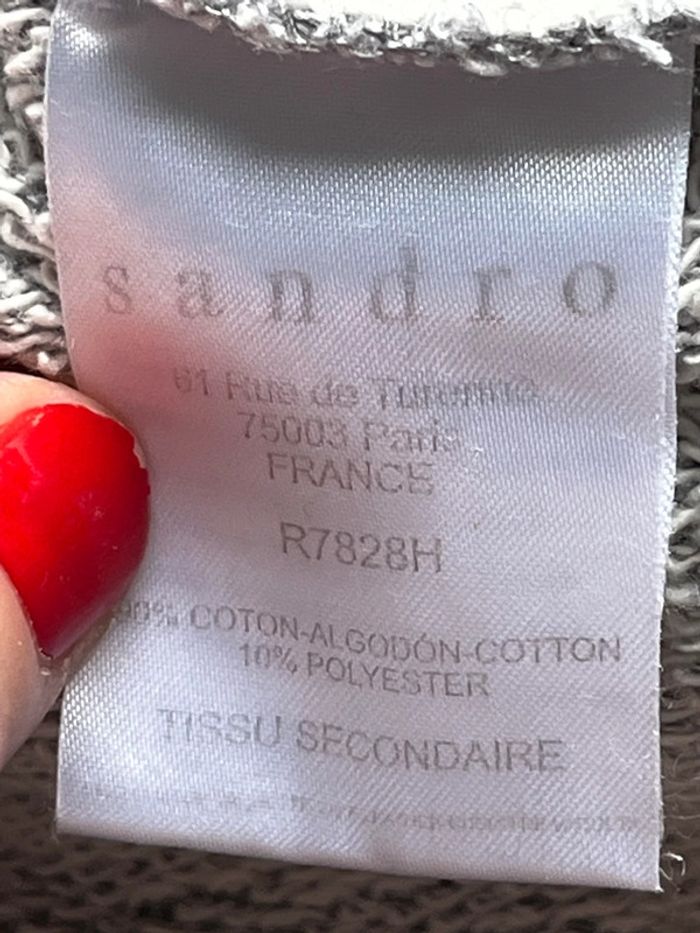 sandro
61 Rue de Turenne
75003 Paris
FRANCE
R7828H
90% COTON-ALGODÓN-COTTON
10% POLYESTER
TISSU SECONDAIRE